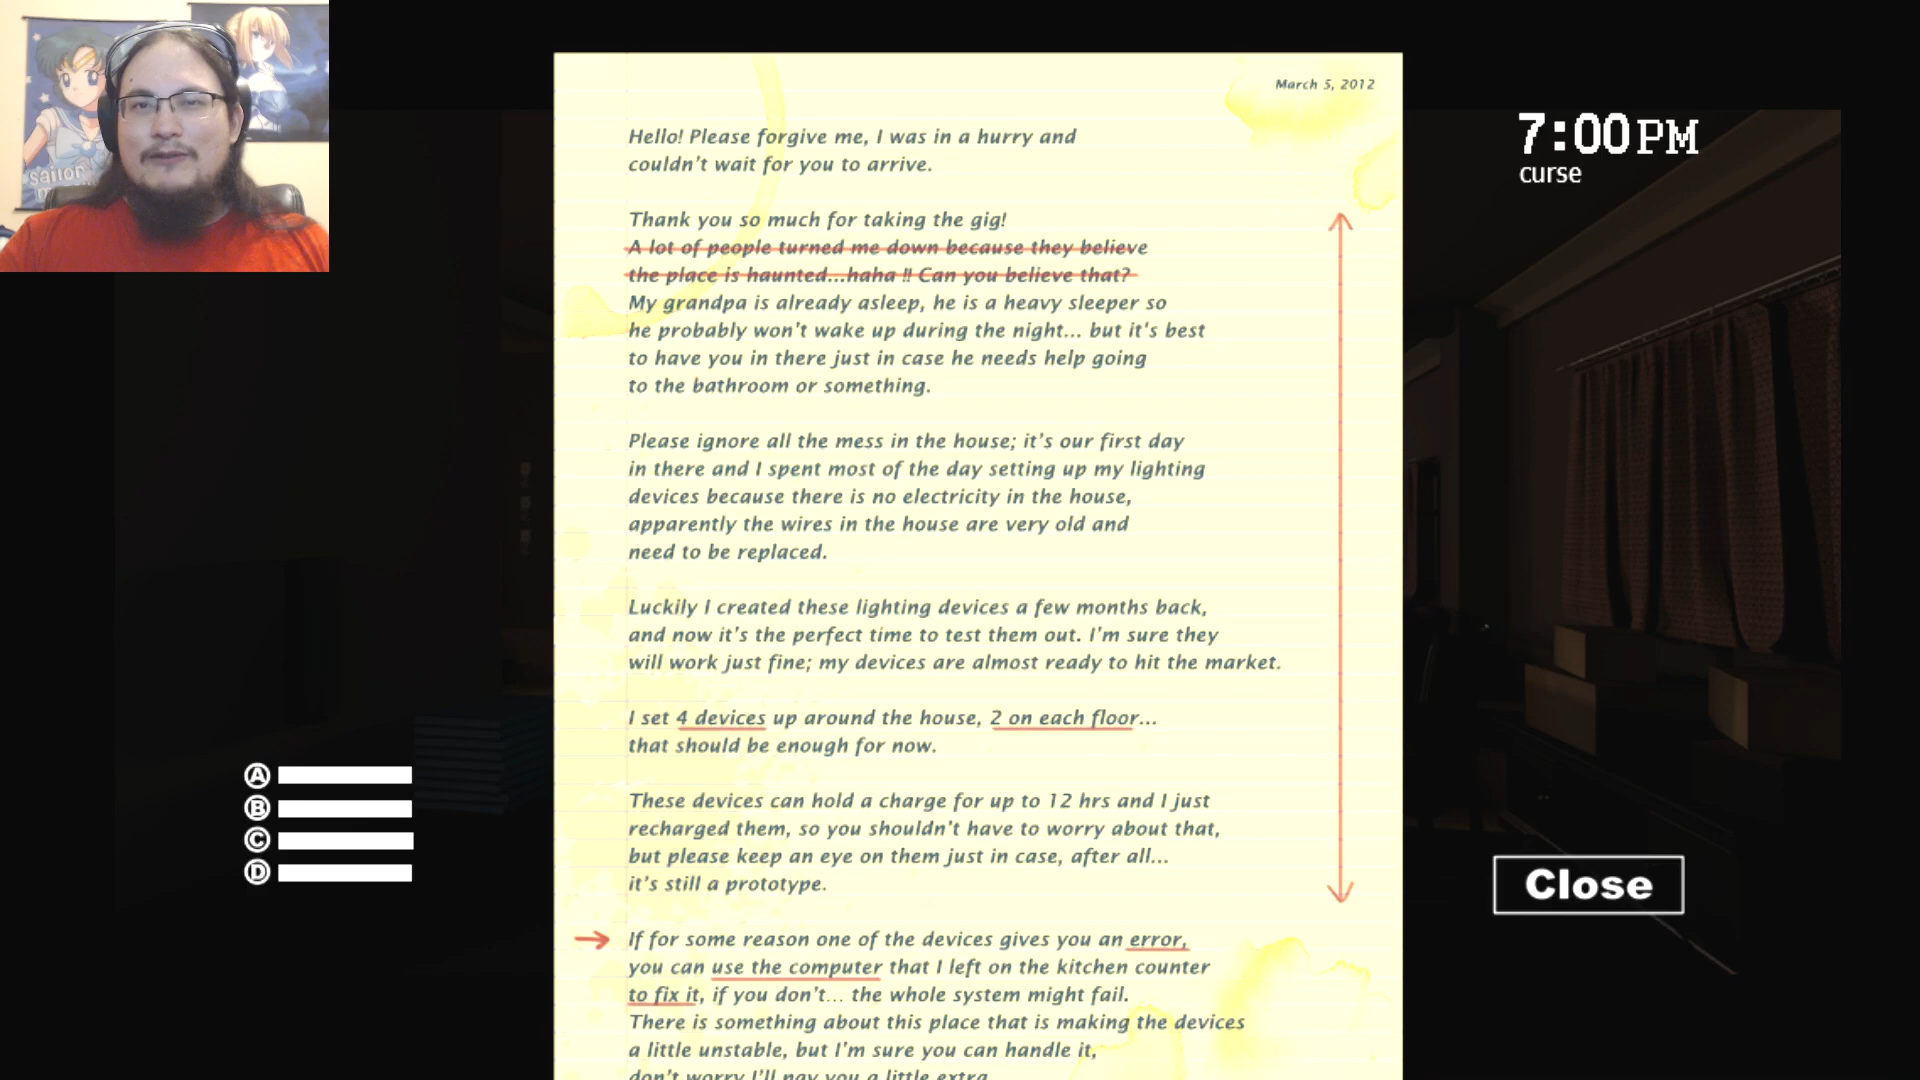 sailor
March 5, 2012
Hello! Please forgive me, I was in a hurry and
couldn't wait for you to arrive.
Thank you so much for taking the gig!
A lot of people turned me down because they believe
the place is haunted...haha !! Can you believe that?
My grandpa is already asleep, he is a heavy sleeper so
he probably won't wake up during the night... but it's best
to have you in there just in case he needs help going
to the bathroom or something.
Please ignore all the mess in the house; it's our first day
in there and I spent most of the day setting up my lighting
devices because there is no electricity in the house,
apparently the wires in the house are very old and
need to be replaced.
Luckily I created these lighting devices a few months back,
and now it's the perfect time to test them out. I'm sure they
will work just fine; my devices are almost ready to hit the market.
I set 4 devices up around the house, 2 on each floor...
that should be enough for now.
These devices can hold a charge for up to 12 hrs and I just
recharged them, so you shouldn't have to worry about that,
but please keep an eye on them just in case, after all...
it's still a prototype.
If for some reason one of the devices gives you an error,
you can use the computer that I left on the kitchen counter
to fix it, if you don't... the whole system might fail.
There is something about this place that is making the devices
a little unstable, but I'm sure you can handle it,
don't worry I'll pay you a little extra
7:00PM
curse
A
B
C
D
Close